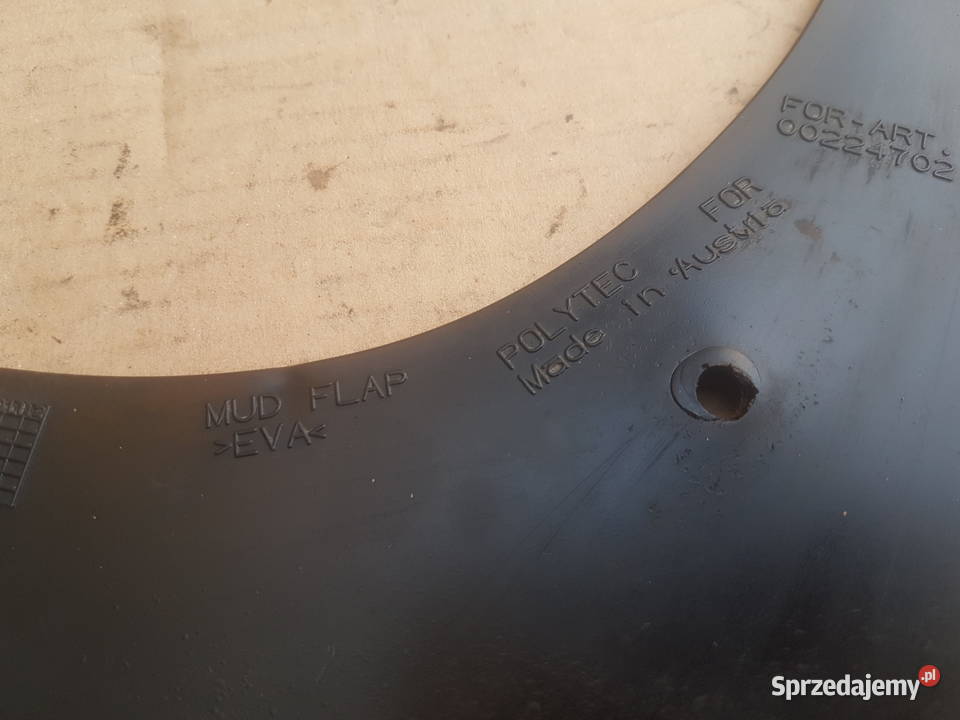 FOR-ART.
00224702
POLYTEC FOR
Made in Austria
MUD FLAP
>EVA<
Sprzedajemy.pl